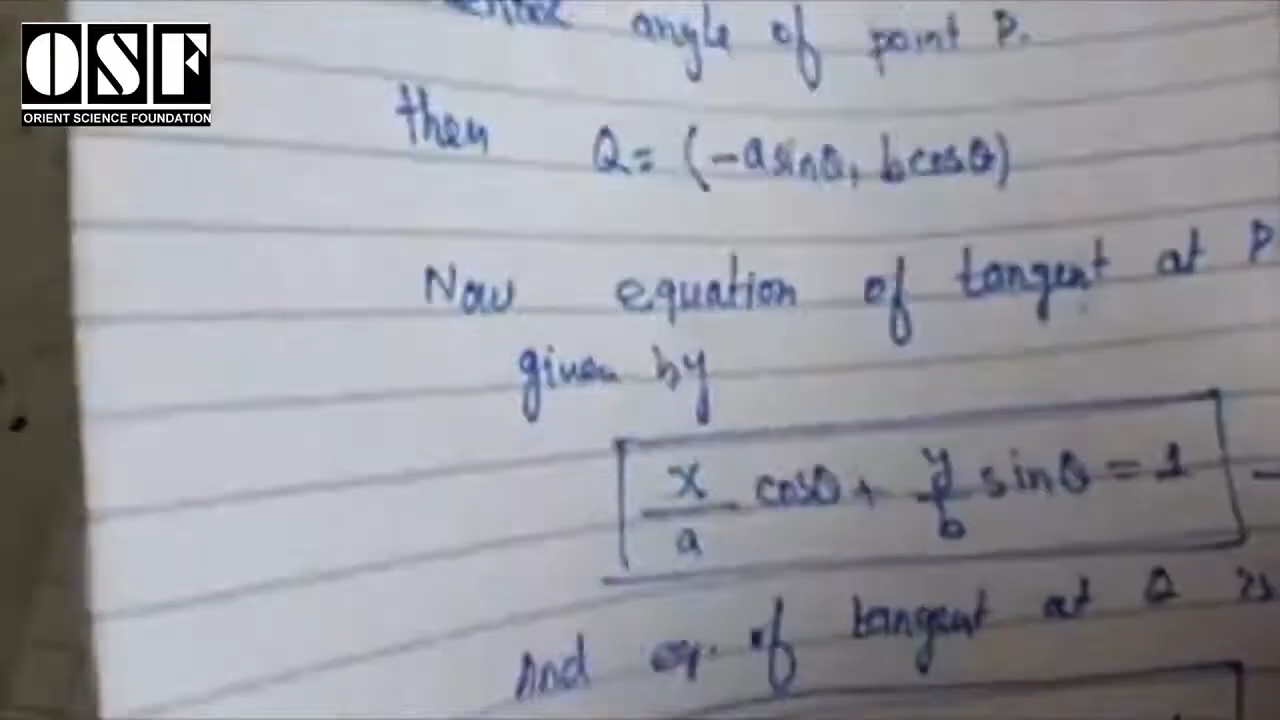 OSF
ORIENT SCIENCE FOUNDATION
angle of point P.
then Q = (-a sinθ, b cosθ)
Now equation of tangent at P
given by
x/a cosθ + y/b sinθ = 1 -
And eq. of tangent at Q is